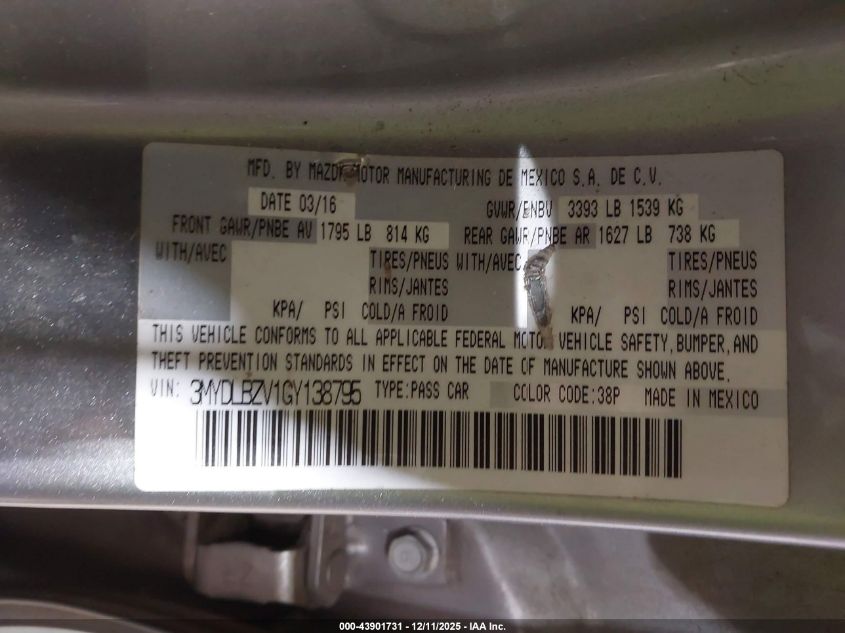 MFD. BY MAZDA MOTOR MANUFACTURING DE MEXICO S.A. DE C.V.
DATE 03/16 GVWR/PNBV 3393 LB 1539 KG
FRONT GAWR/PNBE AV 1795 LB 814 KG REAR GAWR/PNBE AR 1627 LB 738 KG
WITH/AVEC TIRES/PNEUS WITH/AVEC TIRES/PNEUS
RIMS/JANTES RIMS/JANTES
KPA/ PSI COLD/A FROID KPA/ PSI COLD/A FROID
THIS VEHICLE CONFORMS TO ALL APPLICABLE FEDERAL MOTOR VEHICLE SAFETY, BUMPER, AND
THEFT PREVENTION STANDARDS IN EFFECT ON THE DATE OF MANUFACTURE SHOWN ABOVE.
VIN: 3MYDLBZV1GY138795 TYPE:PASS CAR COLOR CODE:38P MADE IN MEXICO
000-43901731 - 12/11/2025 - IAA Inc.